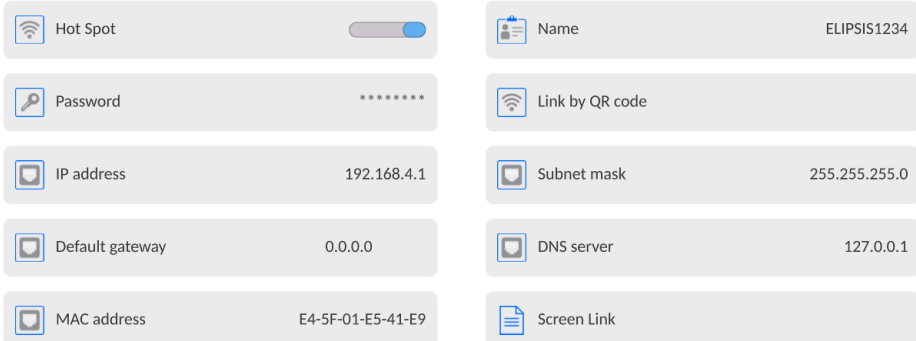 Hot Spot
Name ELIPSIS1234
Password ********
Link by QR code
IP address 192.168.4.1
Subnet mask 255.255.255.0
Default gateway 0.0.0.0
DNS server 127.0.0.1
MAC address E4-5F-01-E5-41-E9
Screen Link